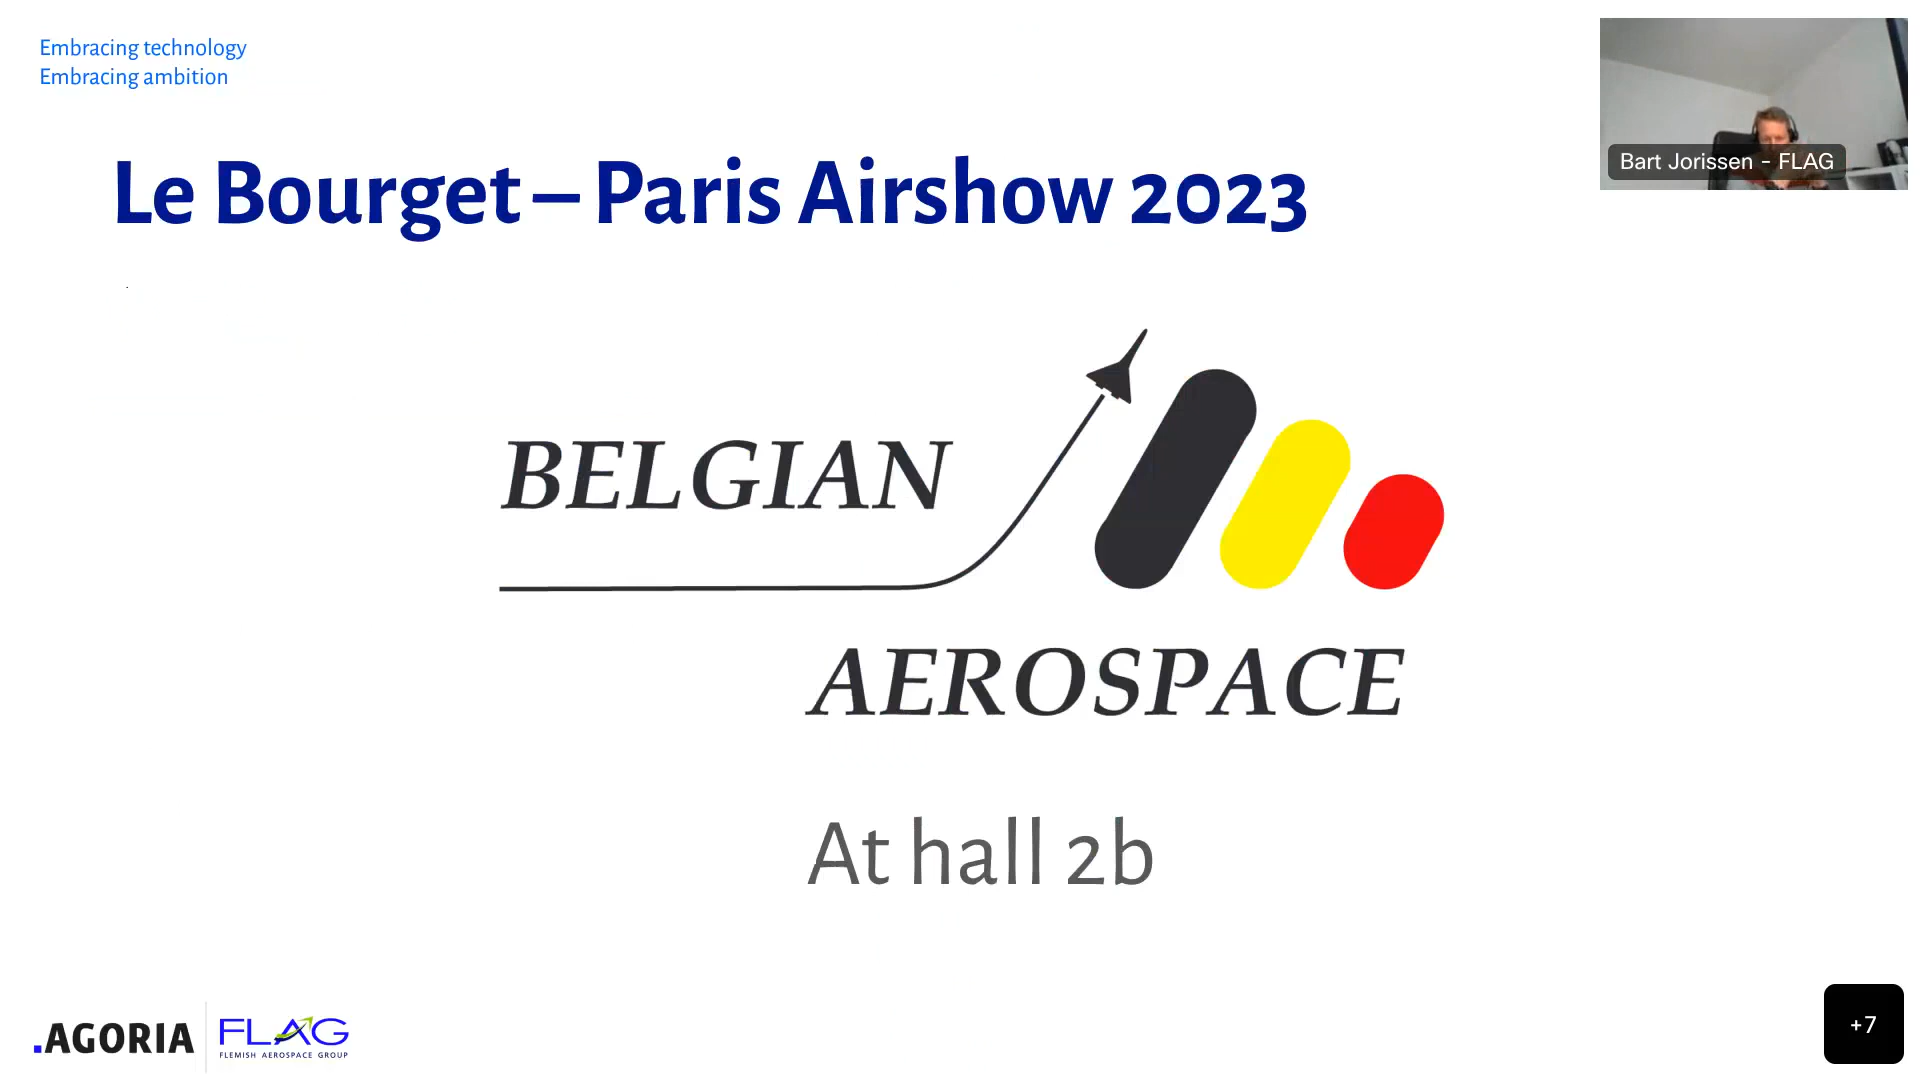 Embracing technology
Embracing ambition
Bart Jorissen - FLAG
Le Bourget – Paris Airshow 2023
BELGIAN
AEROSPACE
At hall 2b
.AGORIA
FLAG
FLEMISH AEROSPACE GROUP
+7